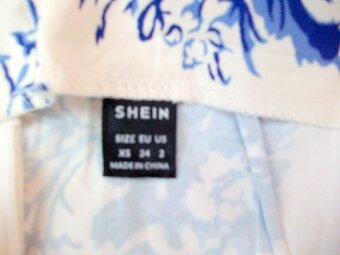 SHEIN
SIZE EU US
XS 34 2
MADE IN CHINA